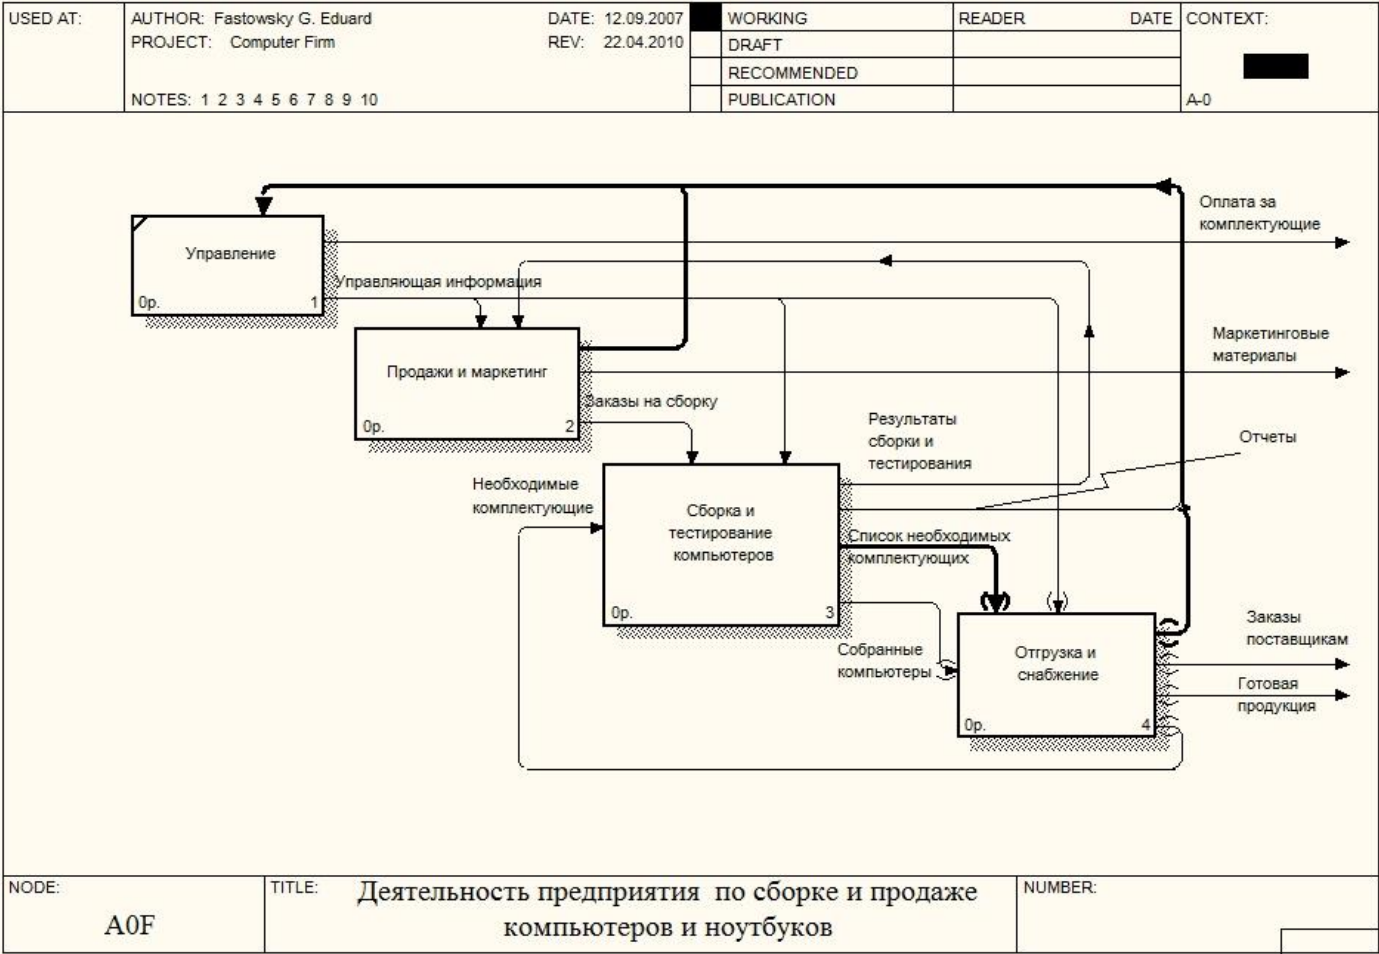 USED AT:
AUTHOR: Fastowsky G. Eduard
DATE: 12.09.2007
PROJECT: Computer Firm
REV: 22.04.2010
NOTES: 1 2 3 4 5 6 7 8 9 10
WORKING
DRAFT
RECOMMENDED
PUBLICATION
READER DATE
CONTEXT:
A-0
Оплата за
комплектующие
Управление
0р. 1
Управляющая информация
Маркетинговые
материалы
Продажи и маркетинг
0р. 2
Заказы на сборку
Результаты
сборки и
тестирования
Отчеты
Необходимые
комплектующие
Сборка и
тестирование
компьютеров
0р. 3
Список необходимых
комплектующих
Собранные
компьютеры
Отгрузка и
снабжение
0р. 4
Заказы
поставщикам
Готовая
продукция
NODE:
A0F
TITLE:
Деятельность предприятия по сборке и продаже
компьютеров и ноутбуков
NUMBER: